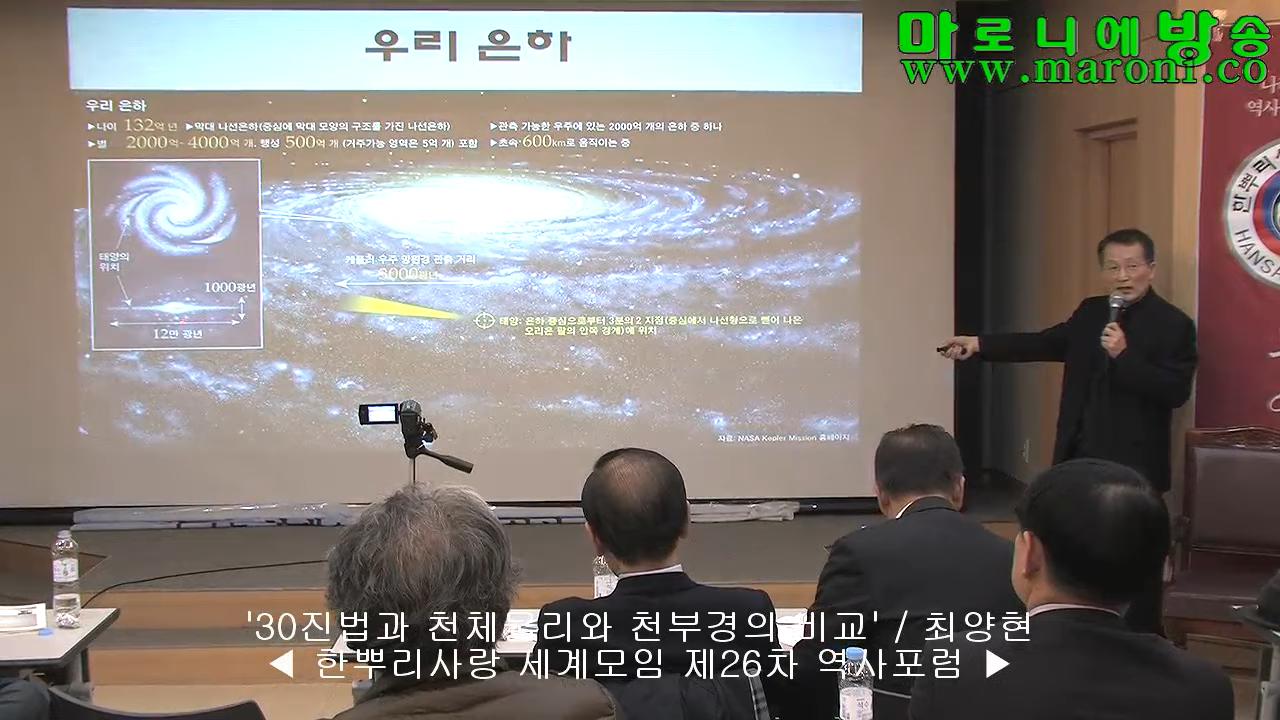 마로니에방송
www.maroni.co
우리 은하
우리 은하
▶나이 132억 년 ▶막대 나선은하(중심에 막대 모양의 구조를 가진 나선은하)
▶관측 가능한 우주에 있는 2000억 개의 은하 중 하나
▶별 2000억~4000억 개. 행성 500억 개 (거주가능 영역은 5억 개) 포함
▶초속 600km로 움직이는 중
태양의
위치
1000광년
12만 광년
케플러 우주 망원경 관측 거리
3000광년
태양: 은하 중심으로부터 3분의 2 지점(중심에서 나선형으로 뻗어 나온
오리온 팔의 안쪽 경계)에 위치
자료: NASA Kepler Mission 홈페이지
역사
한뿌리
HANS
'30진법과 천체물리와 천부경의 비교' / 최양현
◀ 한뿌리사랑 세계모임 제26차 역사포럼 ▶